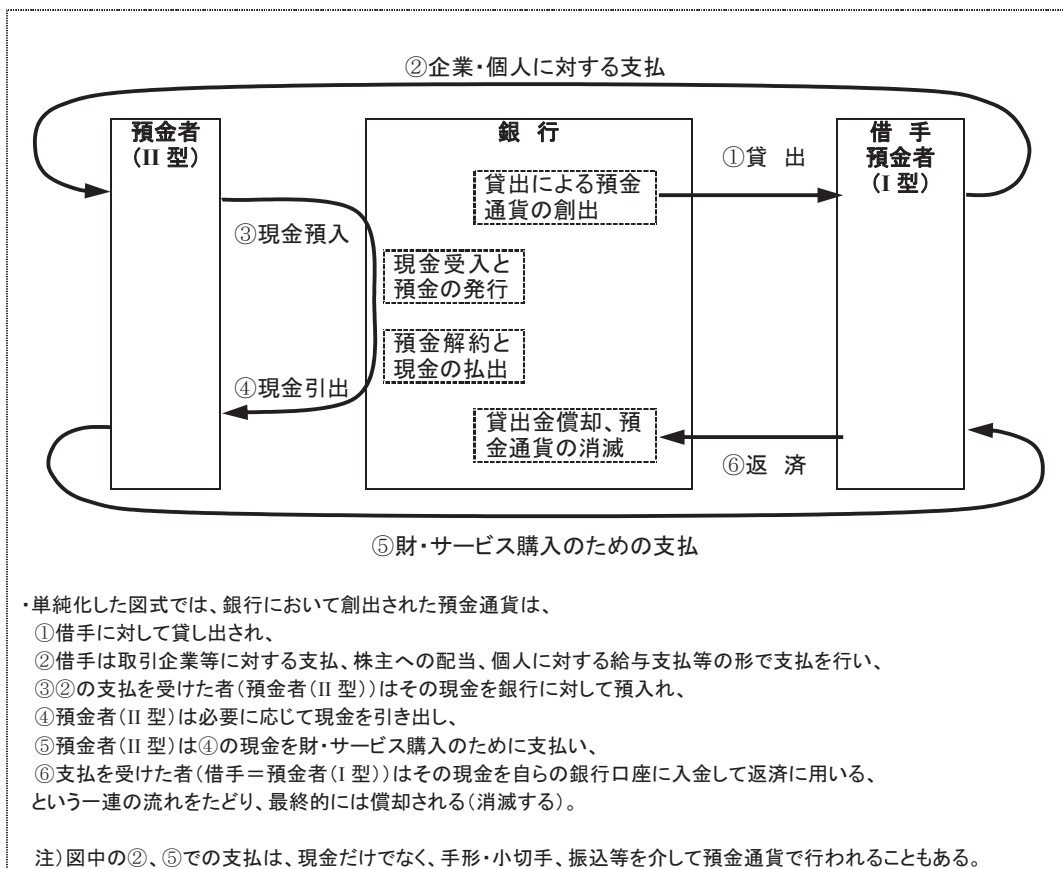 ②企業・個人に対する支払
預金者
(II 型)
銀 行
借 手
預金者
(I 型)
①貸 出
貸出による預金
通貨の創出
③現金預入
現金受入と
預金の発行
預金解約と
現金の払出
④現金引出
貸出金償却、預
金通貨の消滅
⑥返 済
⑤財・サービス購入のための支払
・単純化した図式では、銀行において創出された預金通貨は、
①借手に対して貸し出され、
②借手は取引企業等に対する支払、株主への配当、個人に対する給与支払等の形で支払を行い、
③②の支払を受けた者(預金者(II 型))はその現金を銀行に対して預入れ、
④預金者(II 型)は必要に応じて現金を引き出し、
⑤預金者(II 型)は④の現金を財・サービス購入のために支払い、
⑥支払を受けた者(借手=預金者(I 型))はその現金を自らの銀行口座に入金して返済に用いる、
という一連の流れをたどり、最終的には償却される(消滅する)。
注)図中の②、⑤での支払は、現金だけでなく、手形・小切手、振込等を介して預金通貨で行われることもある。